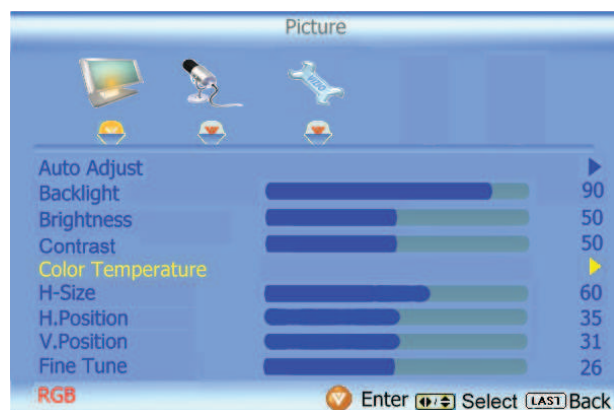 Picture
VIZIO
Auto Adjust
Backlight 90
Brightness 50
Contrast 50
Color Temperature
H-Size 60
H.Position 35
V.Position 31
Fine Tune 26
RGB Enter Select LAST Back